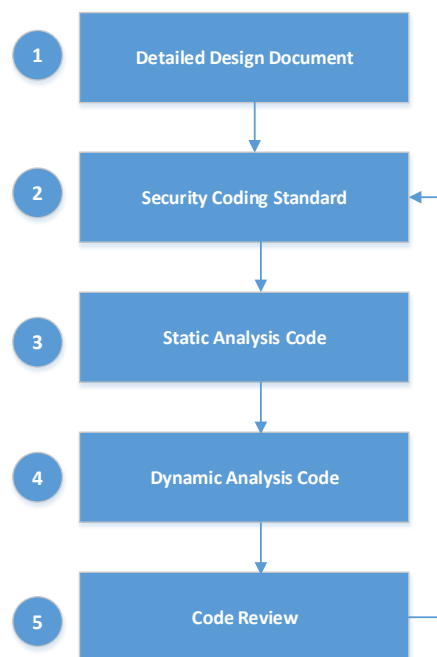 1
Detailed Design Document
2
Security Coding Standard
3
Static Analysis Code
4
Dynamic Analysis Code
5
Code Review